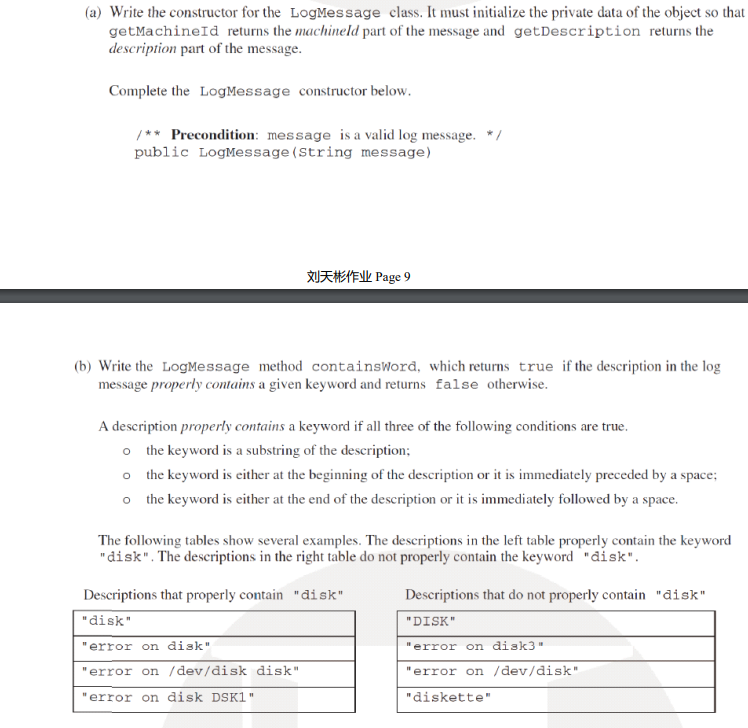 (a) Write the constructor for the LogMessage class. It must initialize the private data of the object so that
getMachineId returns the machineId part of the message and getDescription returns the
description part of the message.
Complete the LogMessage constructor below.
/** Precondition: message is a valid log message. */
public LogMessage(String message)
刘天彬作业 Page 9
(b) Write the LogMessage method containsWord, which returns true if the description in the log
message properly contains a given keyword and returns false otherwise.
A description properly contains a keyword if all three of the following conditions are true.
o the keyword is a substring of the description;
o the keyword is either at the beginning of the description or it is immediately preceded by a space;
o the keyword is either at the end of the description or it is immediately followed by a space.
The following tables show several examples. The descriptions in the left table properly contain the keyword
"disk". The descriptions in the right table do not properly contain the keyword "disk".
Descriptions that properly contain "disk"
"disk"
"error on disk"
"error on /dev/disk disk"
"error on disk DSK1"
Descriptions that do not properly contain "disk"
"DISK"
"error on disk3"
"error on /dev/disk"
"diskette"